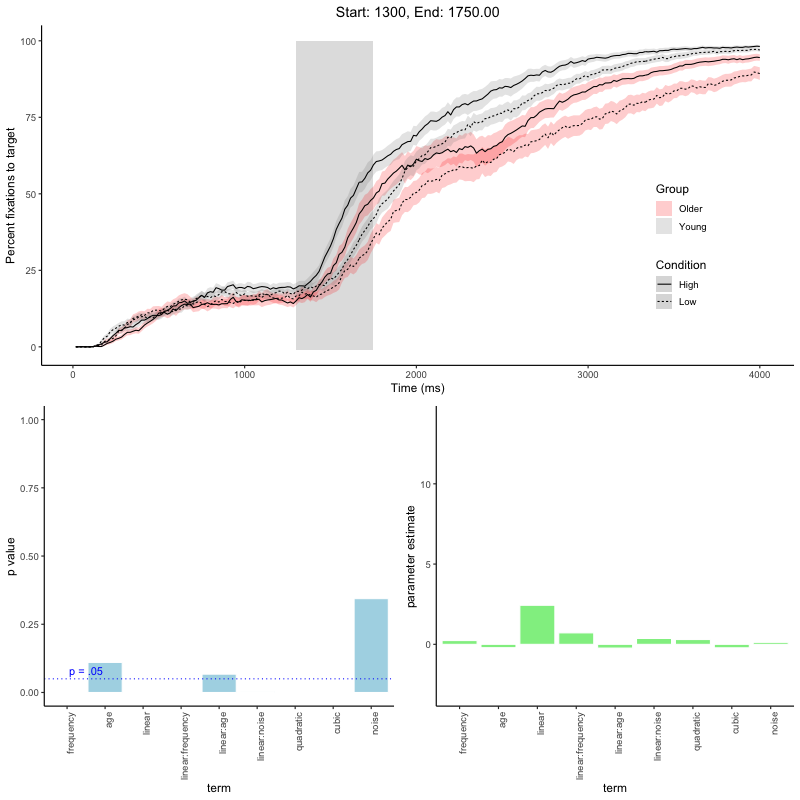 Start: 1300, End: 1750.00
Percent fixations to target
100
75
50
25
0
0 1000 2000 3000 4000
Time (ms)
Group
Older
Young
Condition
High
Low
p value
1.00
0.75
0.50
0.25
0.00
p = .05
frequency
age
linear
linear:frequency
linear:age
linear:noise
quadratic
cubic
noise
term
parameter estimate
10
5
0
frequency
age
linear
linear:frequency
linear:age
linear:noise
quadratic
cubic
noise
term